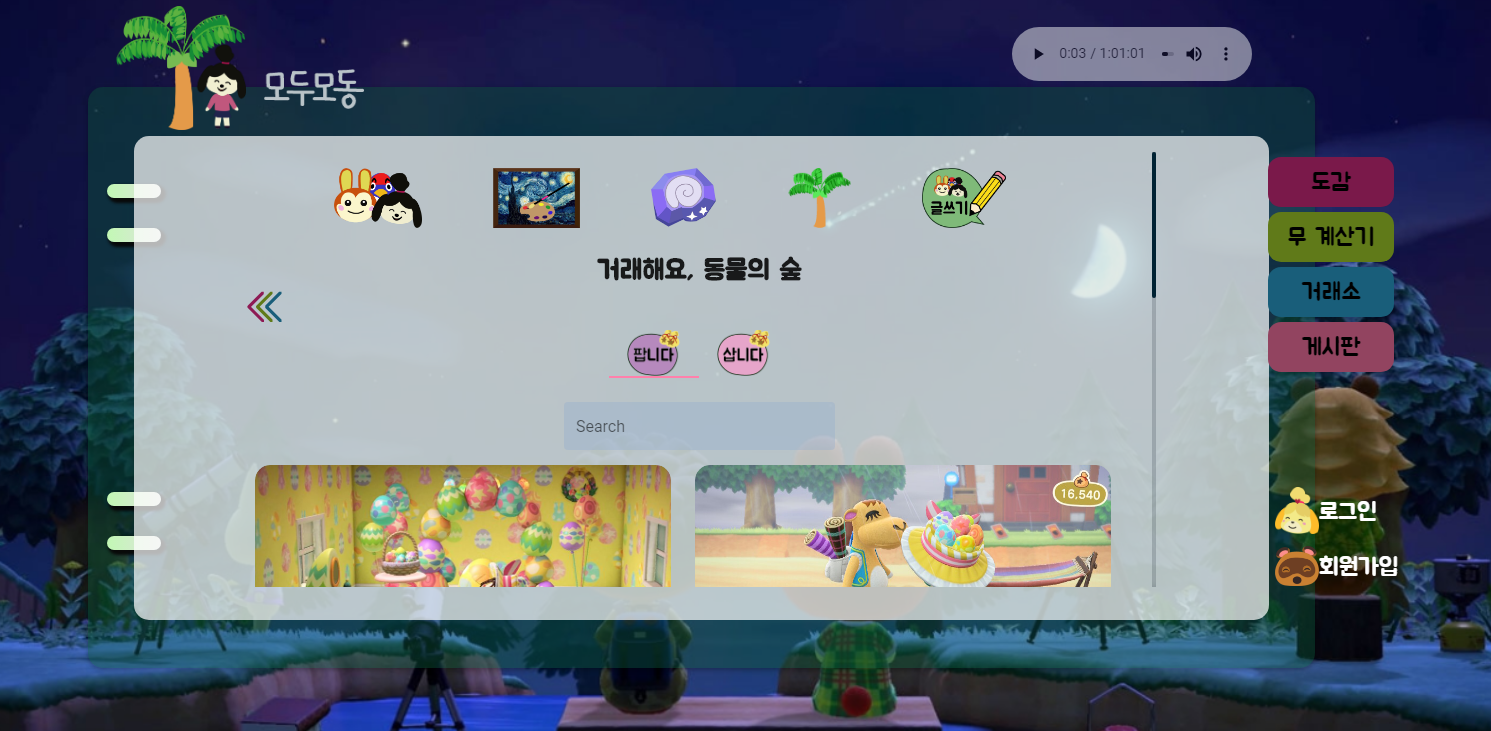 모두모동
0:03 / 1:01:01
글쓰기
거래해요, 동물의 숲
팝니다
삽니다
Search
16,540
도감
무 계산기
거래소
게시판
로그인
회원가입